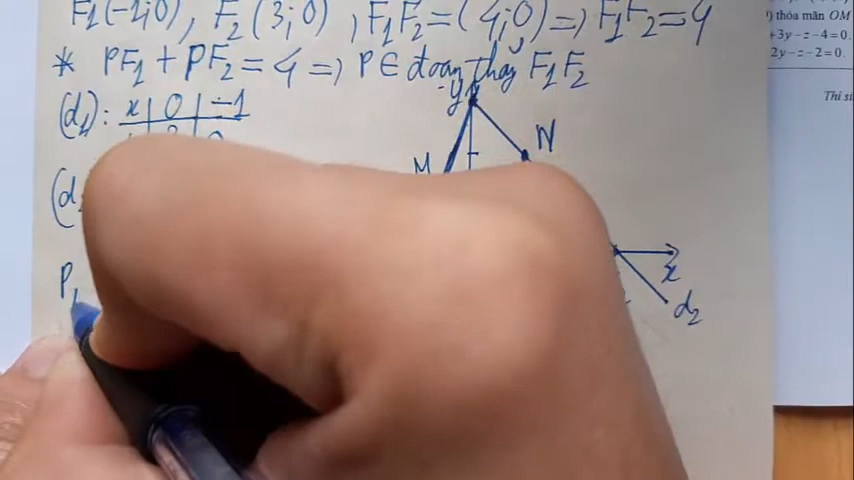 F₁(-1;0), F₂(3;0), F₁F₂=(4;0) => F₁F₂=4
* PF₁ + PF₂ = 4 => P ∈ đoạn thẳng F₁F₂
(d₁): x | 0 | -1
(d
P
y
M
N
x
d₂
) thỏa mãn OM
+3y-z-4=0.
2y-z-2=0.
Thí si